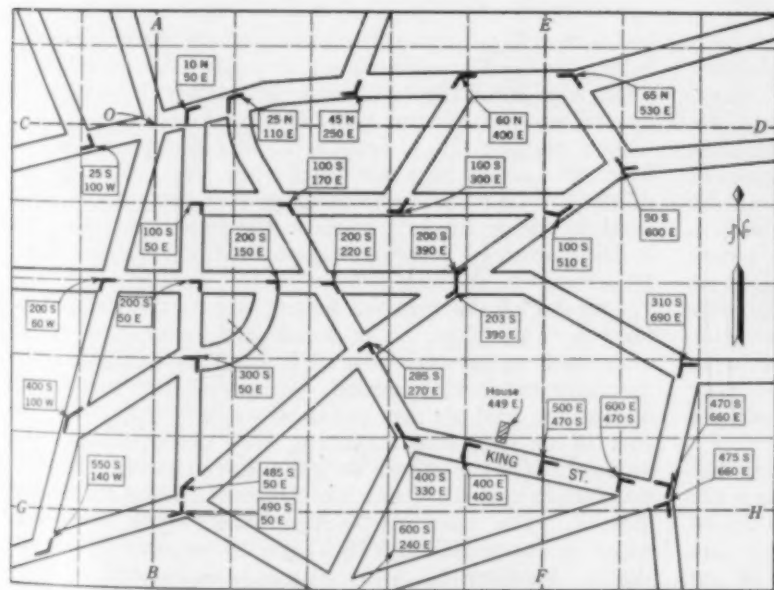 A
E
10 N
50 E
O
C
25 N
110 E
45 N
250 E
60 N
400 E
65 N
530 E
D
25 S
100 W
100 S
170 E
160 S
300 E
N
100 S
50 E
200 S
150 E
200 S
220 E
200 S
390 E
100 S
510 E
50 S
600 E
200 S
60 W
200 S
50 E
203 S
390 E
310 S
690 E
300 S
50 E
285 S
270 E
House
449 E
400 S
100 W
500 E
470 S
600 E
470 S
470 S
660 E
550 S
140 W
485 S
50 E
400 S
330 E
400 E
400 S
KING
ST.
475 S
660 E
G
490 S
50 E
600 S
240 E
H
B
F